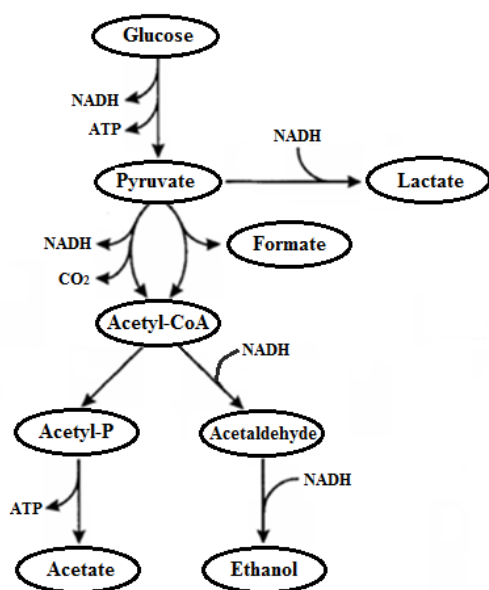 Glucose
NADH
ATP
NADH
Pyruvate
Lactate
NADH
Formate
CO₂
Acetyl-CoA
NADH
Acetyl-P
Acetaldehyde
ATP
NADH
Acetate
Ethanol